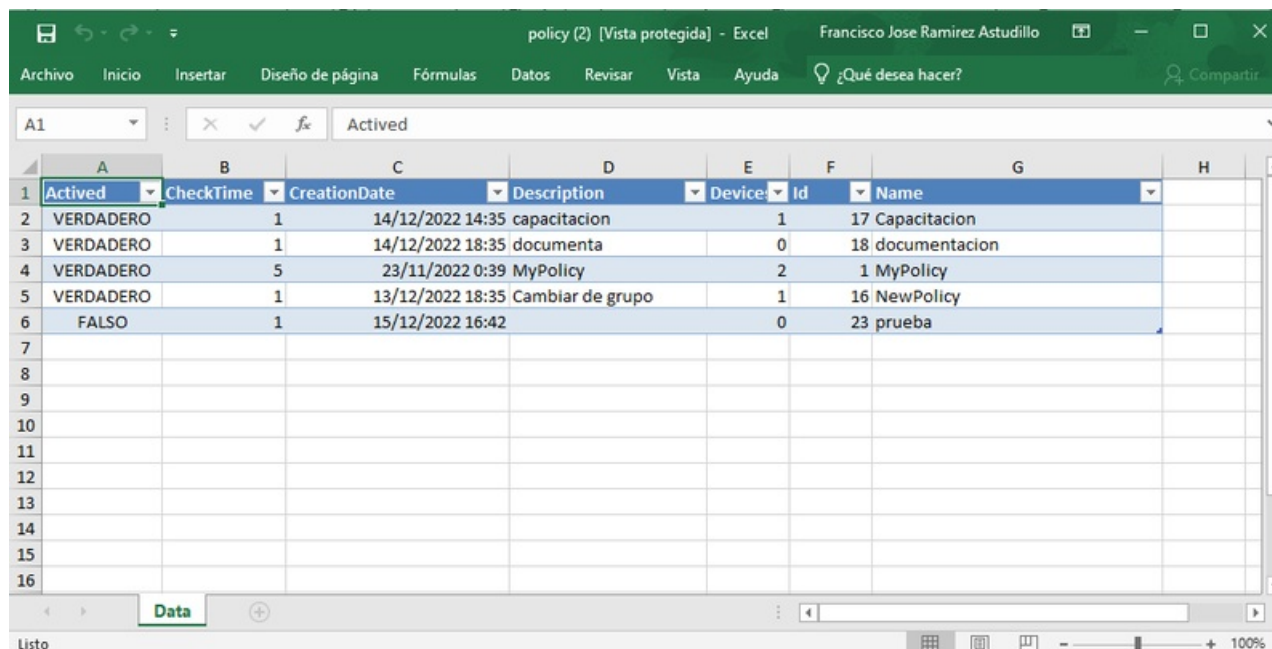 policy (2) [Vista protegida] - Excel Francisco Jose Ramirez Astudillo
Archivo Inicio Insertar Diseño de página Fórmulas Datos Revisar Vista Ayuda ¿Qué desea hacer? Compartir
A1 fx Actived
A B C D E F G H
1 Actived CheckTime CreationDate Description Devices Id Name
2 VERDADERO 1 14/12/2022 14:35 capacitacion 1 17 Capacitacion
3 VERDADERO 1 14/12/2022 18:35 documenta 0 18 documentacion
4 VERDADERO 5 23/11/2022 0:39 MyPolicy 2 1 MyPolicy
5 VERDADERO 1 13/12/2022 18:35 Cambiar de grupo 1 16 NewPolicy
6 FALSO 1 15/12/2022 16:42 0 23 prueba
7
8
9
10
11
12
13
14
15
16
Data
Listo 100%